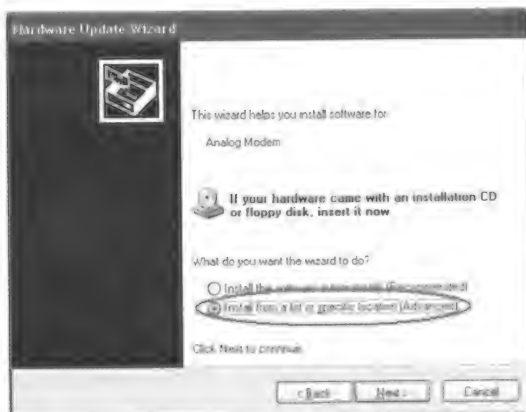 Hardware Update Wizard
This wizard helps you install software for:
Analog Modem
If your hardware came with an installation CD
or floppy disk, insert it now
What do you want the wizard to do?
Install the software automatically (Recommended)
Install from a list or specific location (Advanced)
Click Next to continue.
< Back
Next >
Cancel